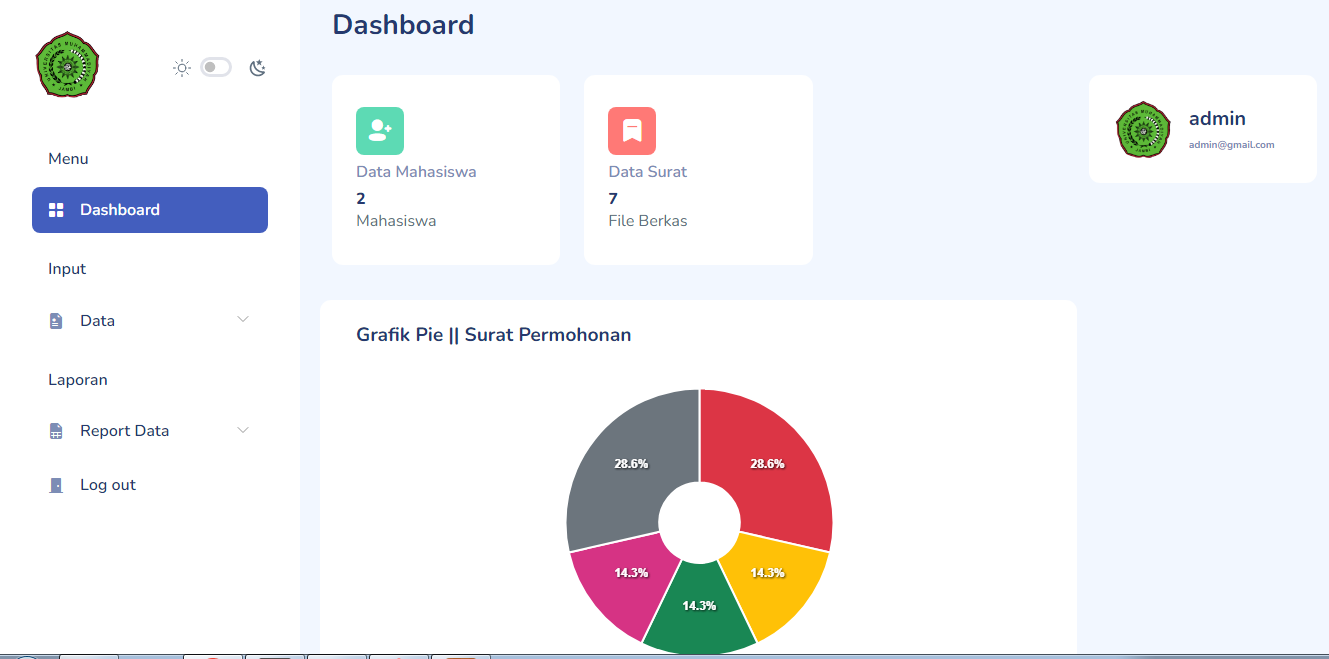 Dashboard
Menu
Dashboard
Input
Data
Laporan
Report Data
Log out
Data Mahasiswa
2
Mahasiswa
Data Surat
7
File Berkas
admin
admin@gmail.com
Grafik Pie || Surat Permohonan
28.6%
28.6%
14.3%
14.3%
14.3%